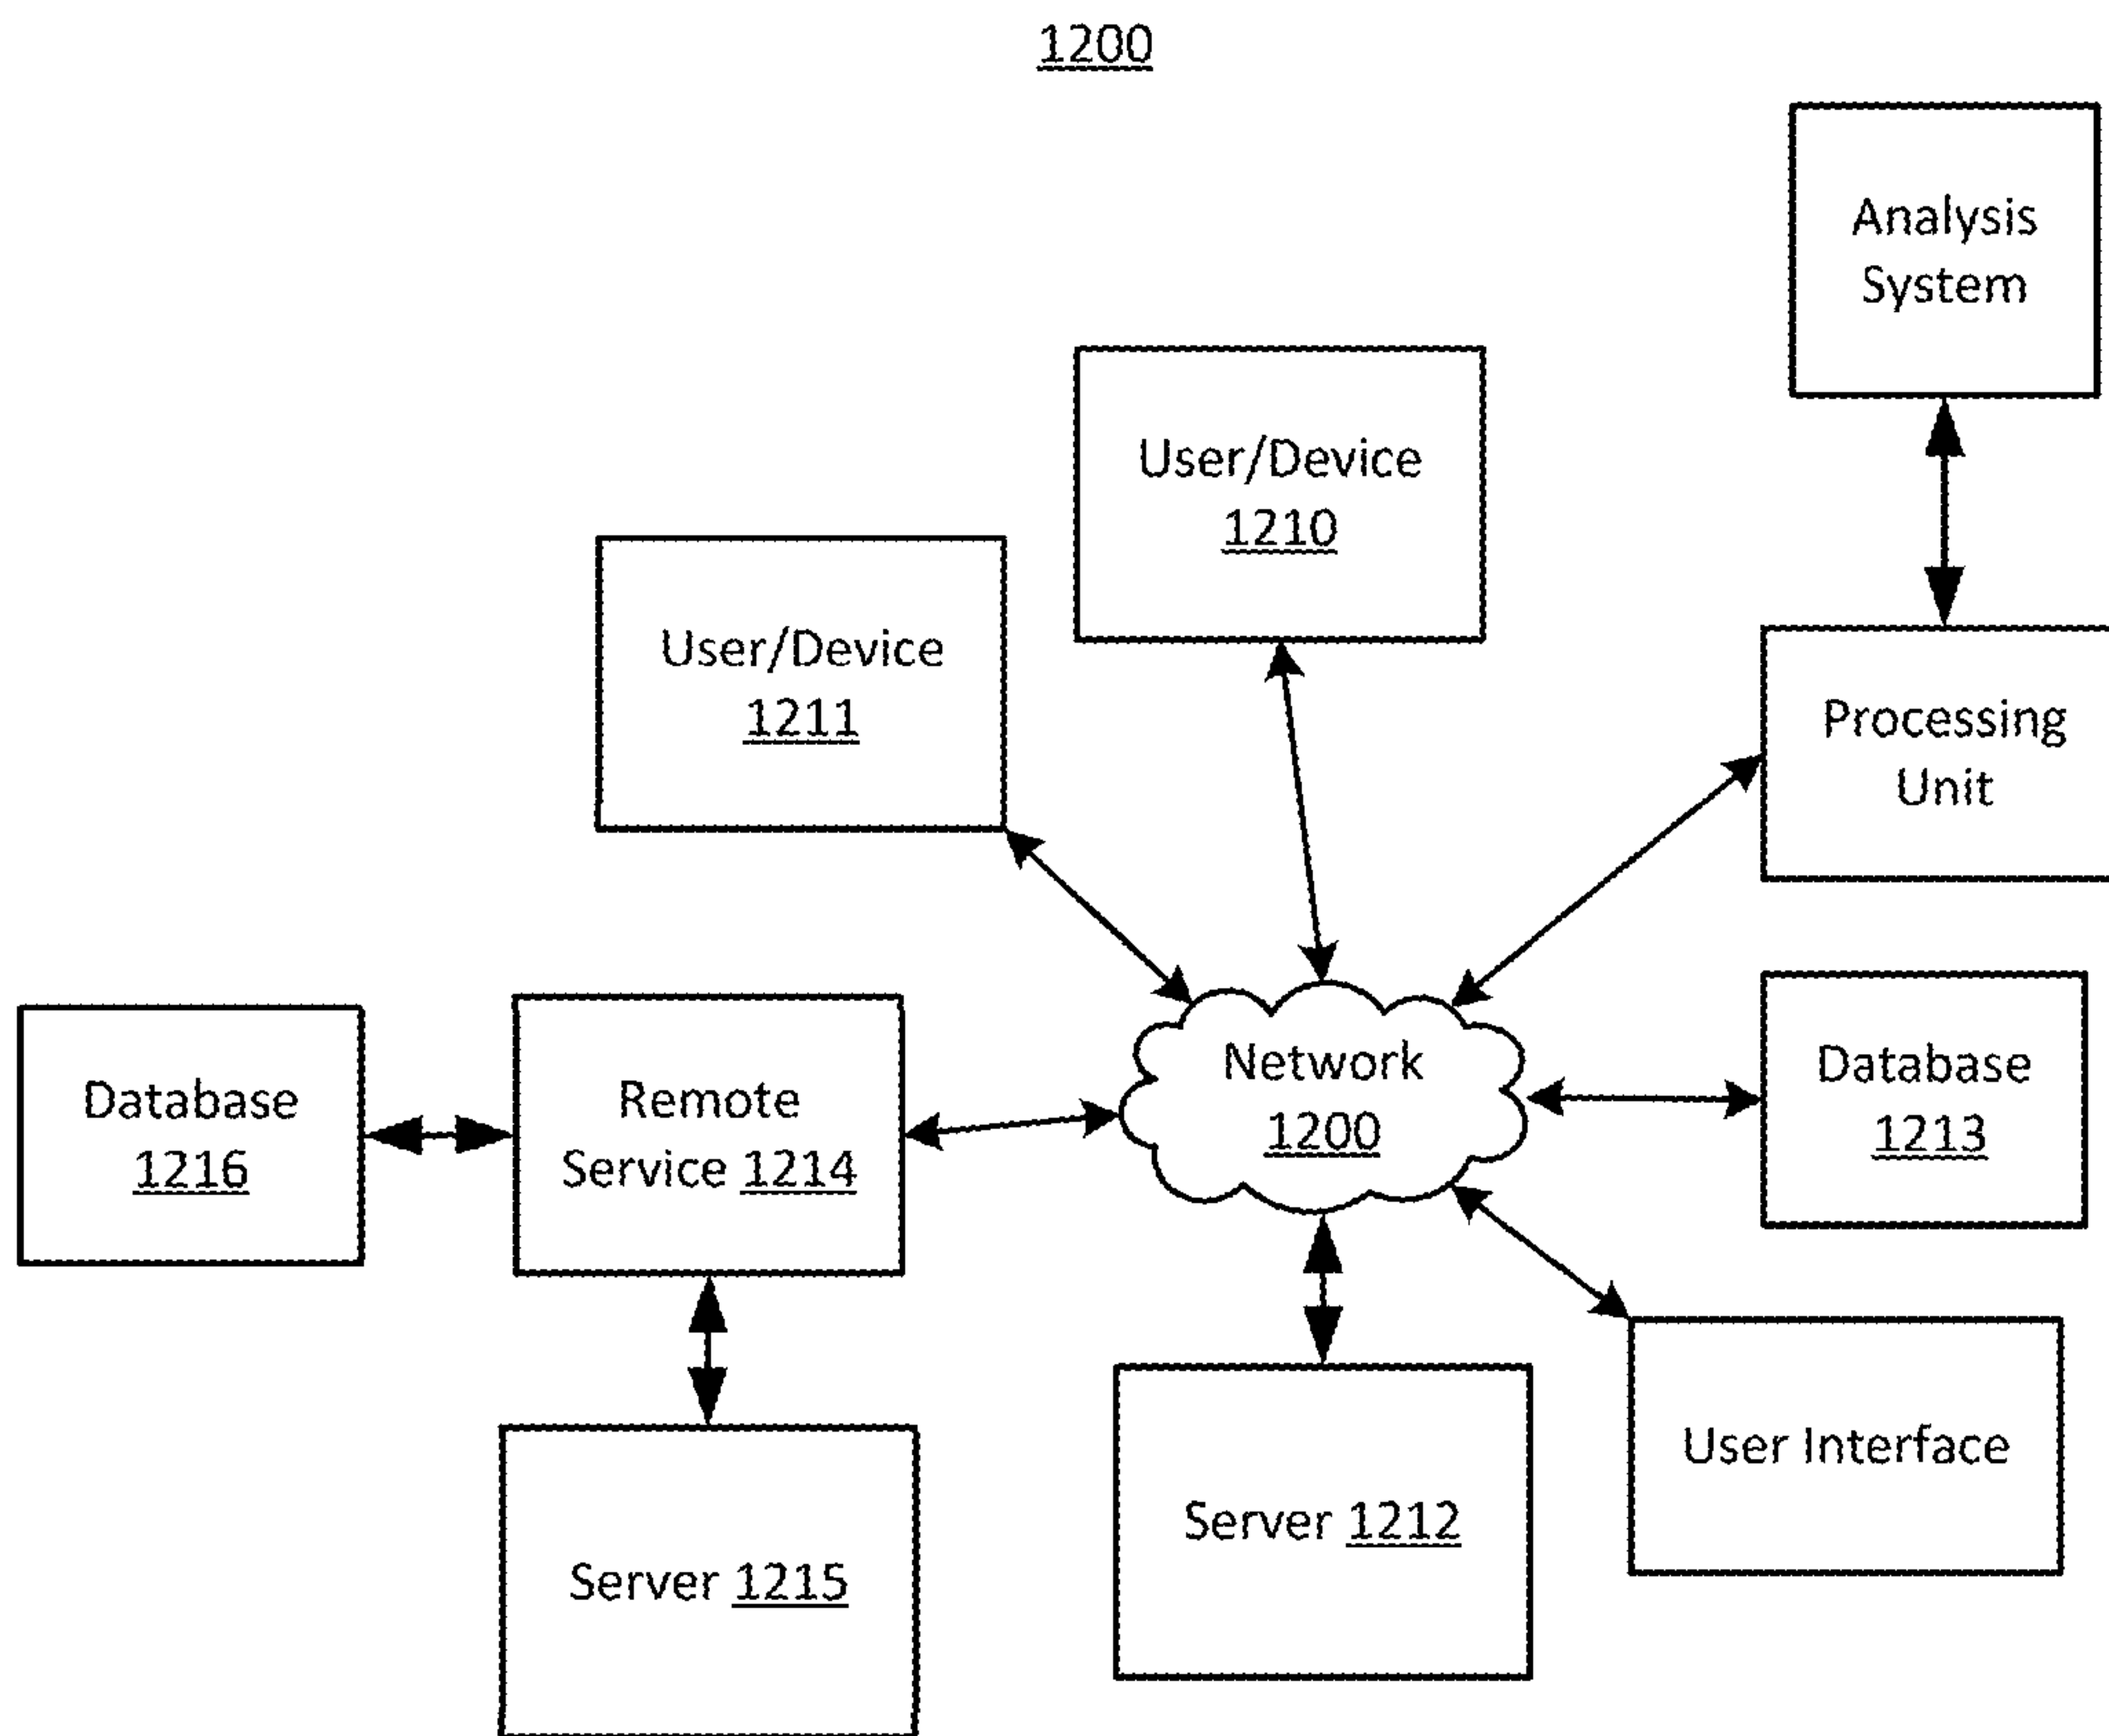 1200
Analysis
System
User/Device
1210
User/Device
1211
Processing
Unit
Network
1200
Database
1213
Database
1216
Remote
Service 1214
User Interface
Server 1212
Server 1215